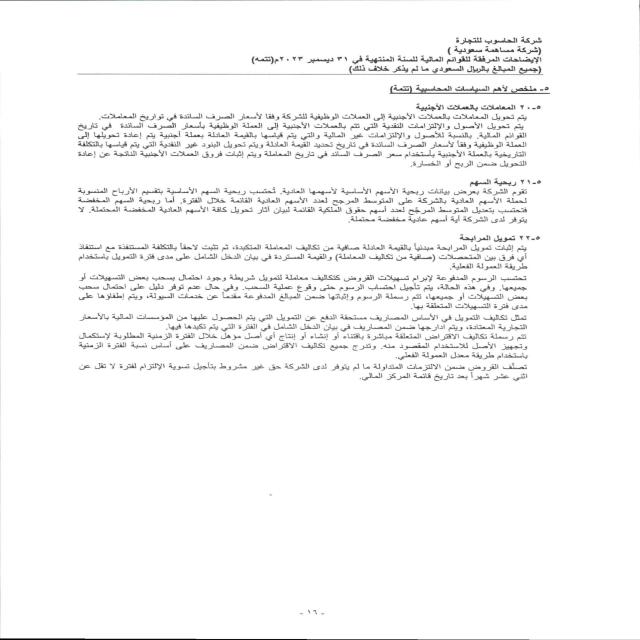 شركة الحاسوب للتجارة
(شركة مساهمة سعودية )
الإيضاحات المرفقة للقوائم المالية للسنة المنتهية في ٣١ ديسمبر ٢٠٢٣م(تتمه)
(جميع المبالغ بالريال السعودي ما لم يذكر خلاف ذلك)
٥- ملخص لأهم السياسات المحاسبية (تتمة)
٥-٢٠ المعاملات بالعملات الأجنبية
يتم تحويل المعاملات بالعملات الأجنبية إلى العملات الوظيفية للشركة وفقا لأسعار الصرف السائدة في تواريخ المعاملات.
يتم تحويل الأصول والإلتزامات النقدية التي تتم بالعملات الأجنبية إلى العملة الوظيفية بأسعار الصرف السائدة في تاريخ
القوائم المالية. بالنسبة للأصول والإلتزامات غير المالية والتي يتم قياسها بالقيمة العادلة بعملة أجنبية يتم إعادة تحويلها إلى
العملة الوظيفية وفقاً لأسعار الصرف السائدة في تاريخ تحديد القيمة العادلة ويتم تحويل البنود غير النقدية التي يتم قياسها بالتكلفة
التاريخية بالعملة الأجنبية بأستخدام سعر الصرف السائد في تاريخ المعاملة ويتم إثبات فروق العملات الأجنبية الناتجة عن إعادة
التحويل ضمن الربح أو الخسارة.
٥-٢١ ربحية السهم
تقوم الشركة بعرض بيانات ربحية الأسهم الأساسية لأسهمها العادية. تُحتسب ربحية السهم الأساسية بتقسيم الأرباح المنسوبة
لحملة الأسهم العادية بالشركة على المتوسط المرجح لعدد الأسهم العادية القائمة خلال الفترة. أما ربحية السهم المخفضة
فتحتسب بتعديل المتوسط المرجّح لعدد أسهم حقوق الملكية القائمة لبيان آثار تحويل كافة الأسهم العادية المخفضة المحتملة. لا
يتوفر لدى الشركة أية أسهم عادية مخفضة محتملة.
٥-٢٢ تمويل المرابحة
يتم إثبات تمويل المرابحة مبدئياً بالقيمة العادلة صافية من تكاليف المعاملة المتكبدة، ثم تثبت لاحقاً بالتكلفة المستنفذة مع استنفاذ
أي فرق بين المتحصلات (صافية من تكاليف المعاملة) والقيمة المستردة في بيان الدخل الشامل على مدى فترة التمويل باستخدام
طريقة العمولة الفعلية.
تحتسب الرسوم المدفوعة لإبرام تسهيلات القروض كتكاليف معاملة للتمويل شريطة وجود احتمال بسحب بعض التسهيلات أو
جميعها. وفي هذه الحالة، يتم تأجيل احتساب الرسوم حتى وقوع عملية السحب. وفي حال عدم توفر دليل على احتمال سحب
بعض التسهيلات أو جميعها، تتم رسملة الرسوم وإثباتها ضمن المبالغ المدفوعة مقدماً عن خدمات السيولة، ويتم إطفاؤها على
مدى فترة التسهيلات المتعلقة بها.
تمثل تكاليف التمويل في الأساس المصاريف مستحقة الدفع عن التمويل التي يتم الحصول عليها من المؤسسات المالية بالأسعار
التجارية المعتادة، ويتم ادارجها ضمن المصاريف في بيان الدخل الشامل في الفترة التي يتم تكبدها فيها.
تتم رسملة تكاليف الاقتراض المتعلقة مباشرة باقتناء أو إنشاء أو إنتاج أي أصل مؤهل خلال الفترة الزمنية المطلوبة لإستكمال
وتجهيز الأصل للاستخدام المقصود منه. وتدرج جميع تكاليف الاقتراض ضمن المصاريف على أساس نسبة الفترة الزمنية
باستخدام طريقة معدل العمولة الفعلي.
تصنّف القروض ضمن الالتزمات المتداولة ما لم يتوفر لدى الشركة حق غير مشروط بتأجيل تسوية الإلتزام لفترة لا تقل عن
اثني عشر شهراً بعد تاريخ قائمة المركز المالي.
- ١٦ -